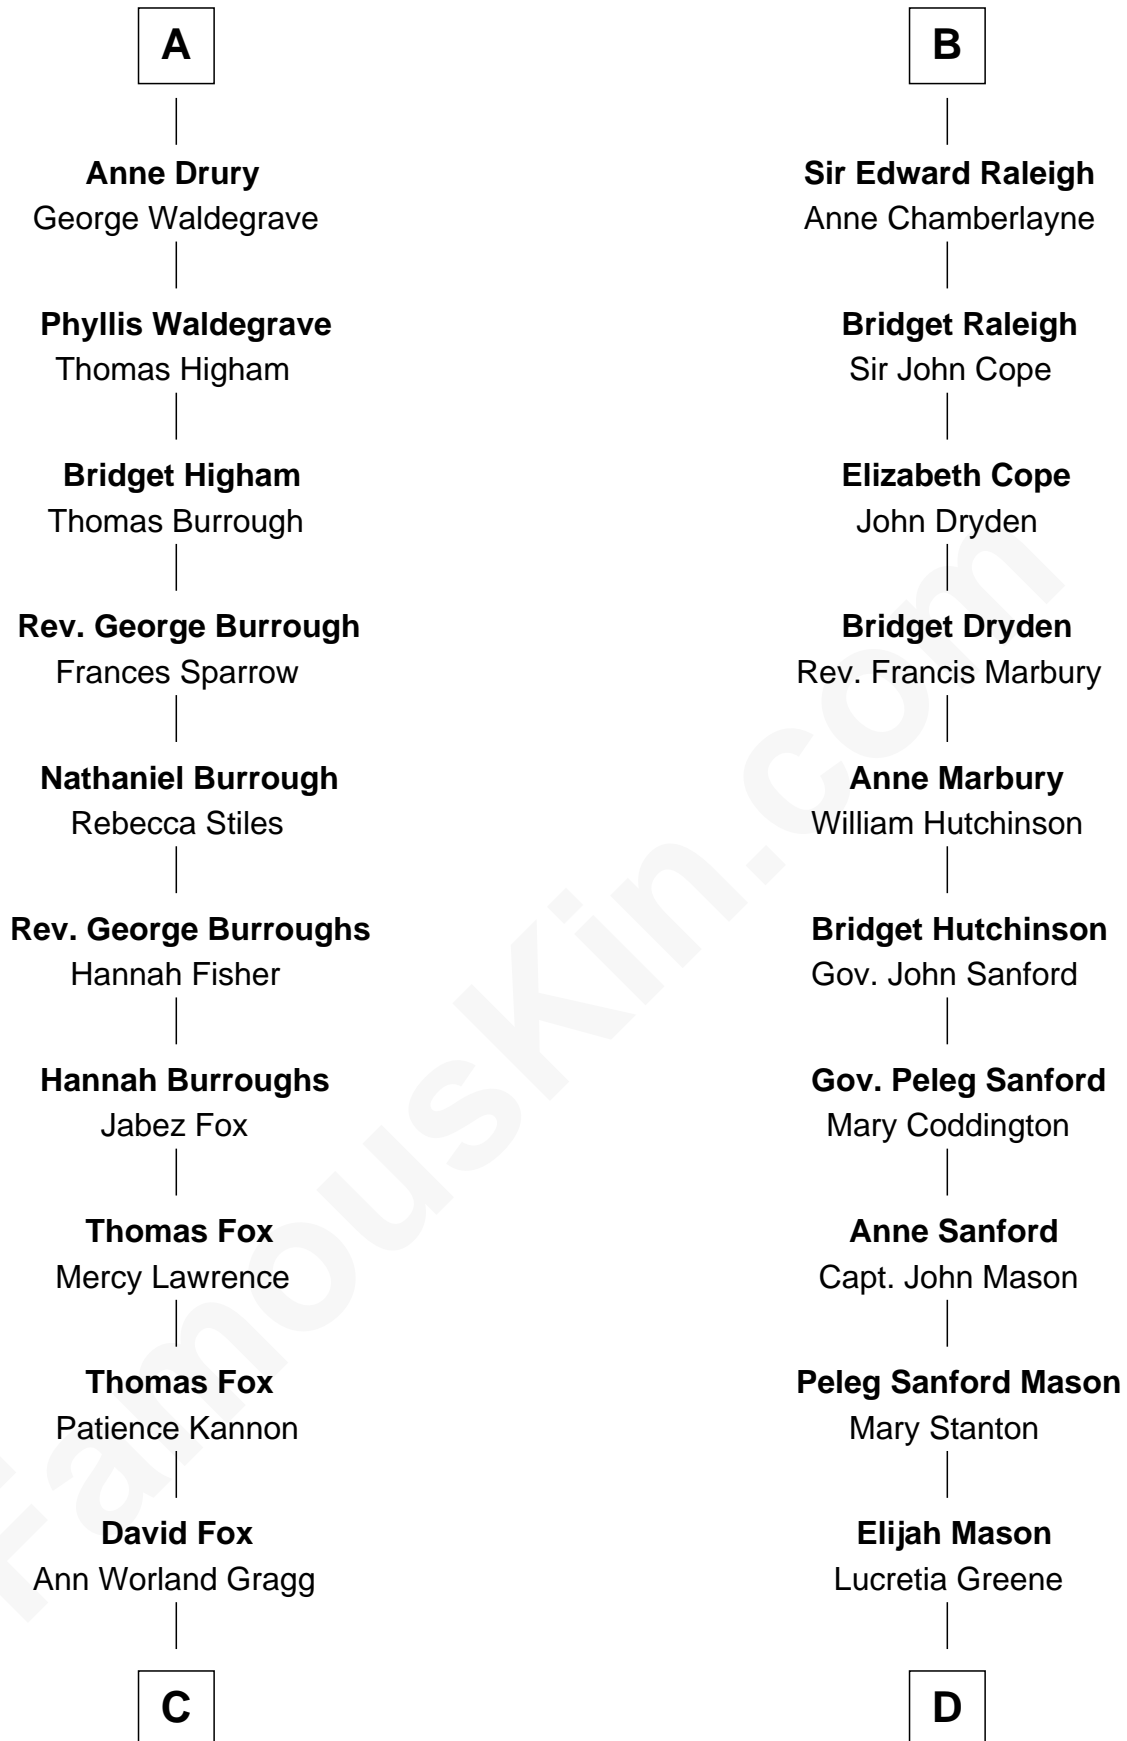 A
Anne Drury
George Waldegrave
Phyllis Waldegrave
Thomas Higham
Bridget Higham
Thomas Burrough
Rev. George Burrough
Frances Sparrow
Nathaniel Burrough
Rebecca Stiles
Rev. George Burroughs
Hannah Fisher
Hannah Burroughs
Jabez Fox
Thomas Fox
Mercy Lawrence
Thomas Fox
Patience Kannon
David Fox
Ann Worland Gragg
C
B
Sir Edward Raleigh
Anne Chamberlayne
Bridget Raleigh
Sir John Cope
Elizabeth Cope
John Dryden
Bridget Dryden
Rev. Francis Marbury
Anne Marbury
William Hutchinson
Bridget Hutchinson
Gov. John Sanford
Gov. Peleg Sanford
Mary Coddington
Anne Sanford
Capt. John Mason
Peleg Sanford Mason
Mary Stanton
Elijah Mason
Lucretia Greene
D
FamousKin.com